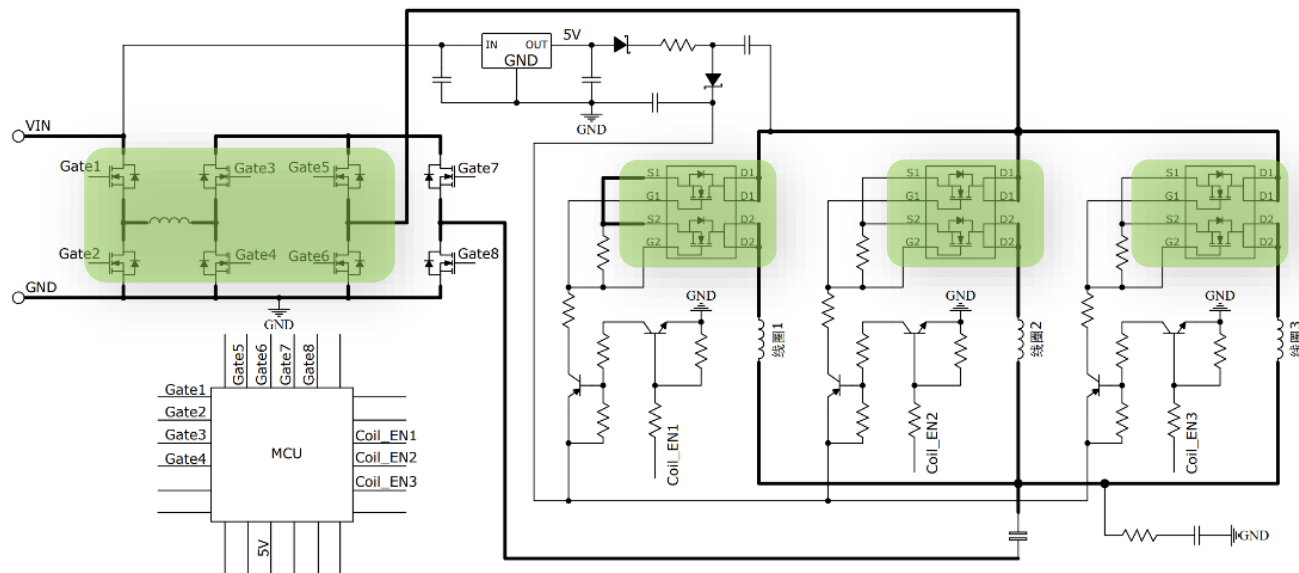 5V
IN
OUT
GND
GND
VIN
Gate1
Gate3
Gate5
Gate7
Gate2
Gate4
Gate6
Gate8
GND
GND
S1
G1
S2
G2
D1
D1
D2
D2
S1
G1
S2
G2
D1
D1
D2
D2
S1
G1
S2
G2
D1
D1
D2
D2
GND
GND
GND
线圈1
线圈2
线圈3
Coil_EN1
Coil_EN2
Coil_EN3
Gate5
Gate6
Gate7
Gate8
Gate1
Gate2
Gate3
Gate4
MCU
Coil_EN1
Coil_EN2
Coil_EN3
5V
GND